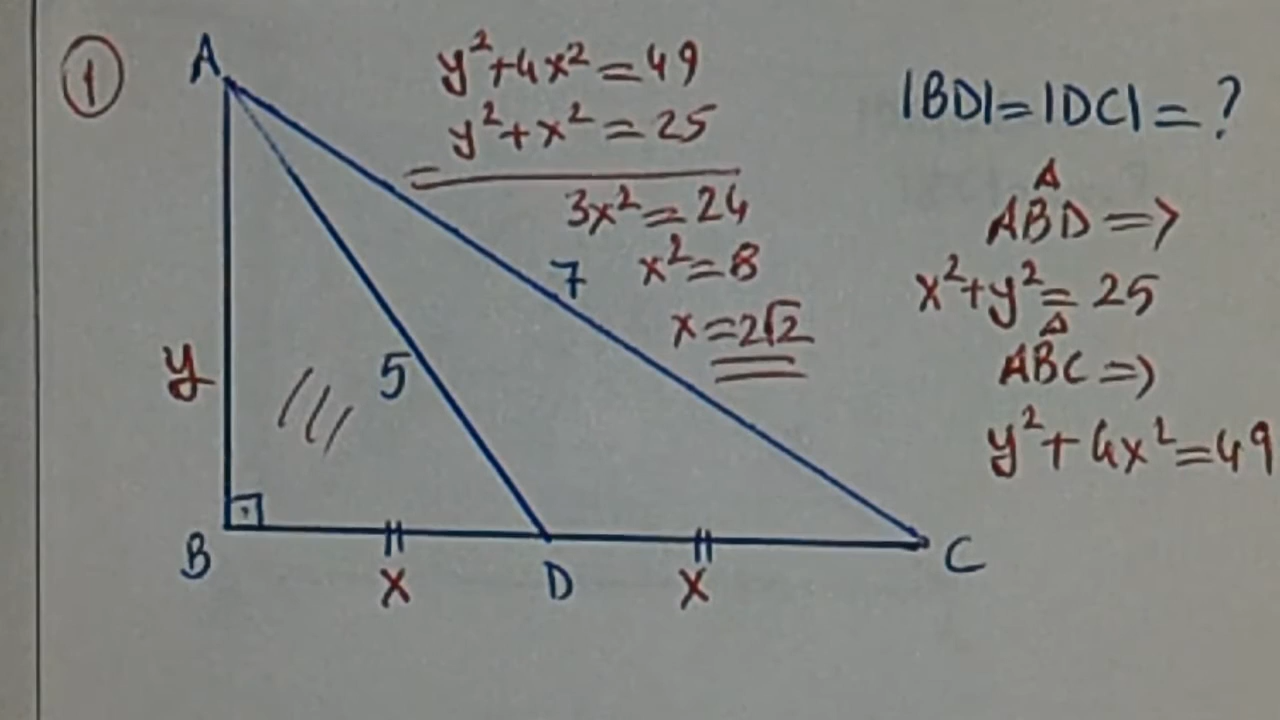 1
A
y²+4x²=49
y²+x²=25
3x²=24
x²=8
x=2√2
|BD|=|DC|=?
ABD=>
x²+y²=25
ABC=>
y²+4x²=49
7
5
y
B
x
D
x
C